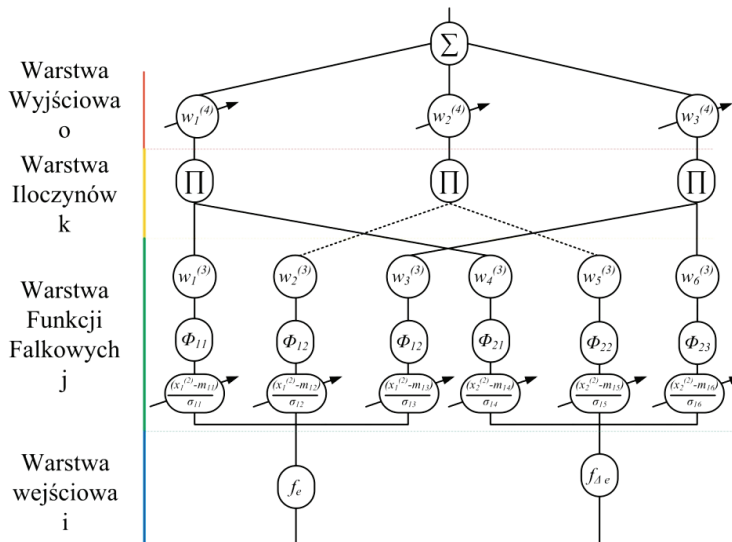 ∑
Warstwa
Wyjściowa
o
w₁⁽⁴⁾ w₂⁽⁴⁾ w₃⁽⁴⁾
Warstwa
Iloczynów
k
∏ ∏ ∏
w₁⁽³⁾ w₂⁽³⁾ w₃⁽³⁾ w₄⁽³⁾ w₅⁽³⁾ w₆⁽³⁾
Warstwa
Funkcji
Falkowych
j
Φ₁₁ Φ₁₂ Φ₁₂ Φ₂₁ Φ₂₂ Φ₂₃
(x₁⁽²⁾-m₁₁) (x₁⁽²⁾-m₁₂) (x₁⁽²⁾-m₁₃) (x₂⁽²⁾-m₁₄) (x₂⁽²⁾-m₁₅) (x₂⁽²⁾-m₁₆)
σ₁₁ σ₁₂ σ₁₃ σ₁₄ σ₁₅ σ₁₆
Warstwa
wejściowa
i
fₑ f_Δ e